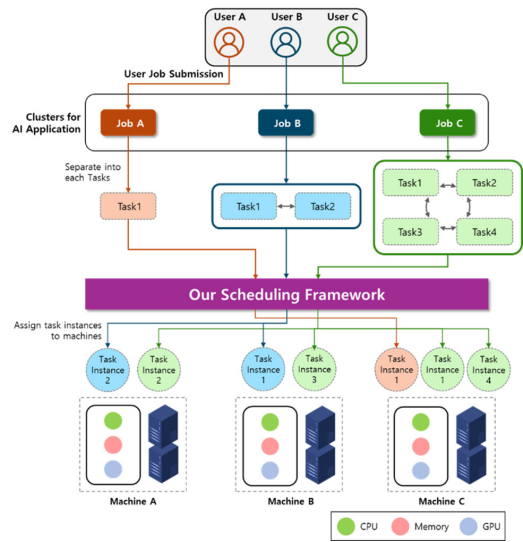 User A User B User C
User Job Submission
Clusters for
AI Application
Job A Job B Job C
Separate into
each Tasks
Task1 Task2
Task1 Task1 Task2
Task3 Task4
Our Scheduling Framework
Assign task instances
to machines
Task
Instance
2
Task
Instance
2
Task
Instance
1
Task
Instance
3
Task
Instance
1
Task
Instance
1
Task
Instance
4
Machine A Machine B Machine C
CPU Memory GPU